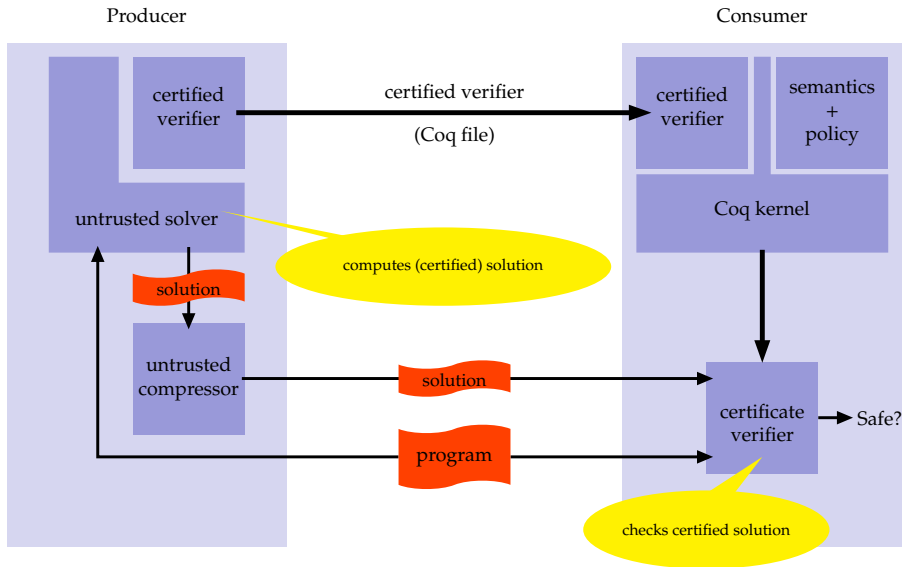 Producer
Consumer
certified
verifier
certified verifier
(Coq file)
certified
verifier
semantics
+
policy
untrusted solver
Coq kernel
computes (certified) solution
solution
untrusted
compressor
solution
certificate
verifier
Safe?
program
checks certified solution